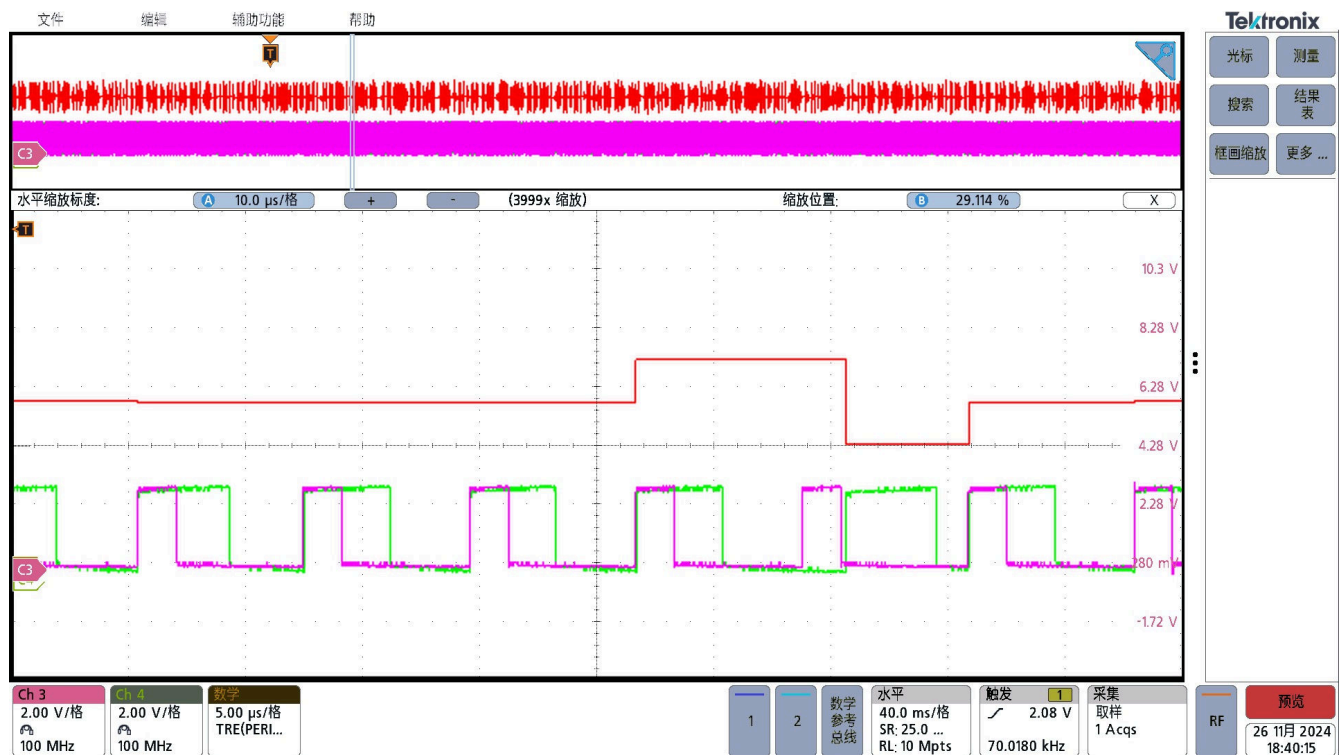 文件 编辑 辅助功能 帮助
Tektronix
T
光标 测量
搜索 结果
表
框画缩放 更多 ...
C3
水平缩放标度: A 10.0 µs/格 + - (3999x 缩放) 缩放位置: B 29.114 % X
T
10.3 V
8.28 V
6.28 V
4.28 V
2.28 V
C3
280 m
-1.72 V
Ch 3
2.00 V/格
100 MHz
Ch 4
2.00 V/格
100 MHz
数学
5.00 µs/格
TRE(PERI...
1
2
数学
参考
总线
水平
40.0 ms/格
SR: 25.0 ...
RL: 10 Mpts
触发 1
2.08 V
70.0180 kHz
采集
取样
1 Acqs
RF
预览
26 11月 2024
18:40:15